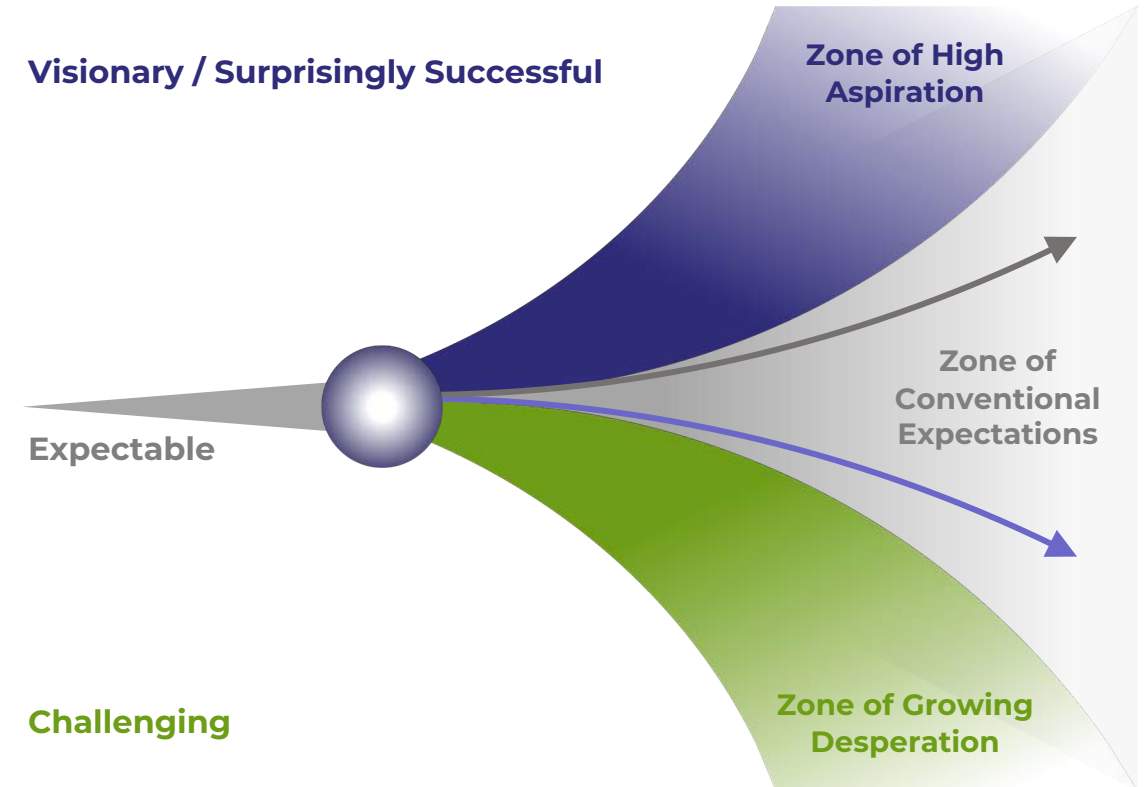 Visionary / Surprisingly Successful
Zone of High
Aspiration
Zone of
Conventional
Expectations
Expectable
Challenging
Zone of Growing
Desperation